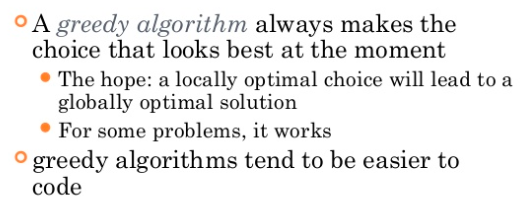 A greedy algorithm always makes the
choice that looks best at the moment
The hope: a locally optimal choice will lead to a
globally optimal solution
For some problems, it works
greedy algorithms tend to be easier to
code